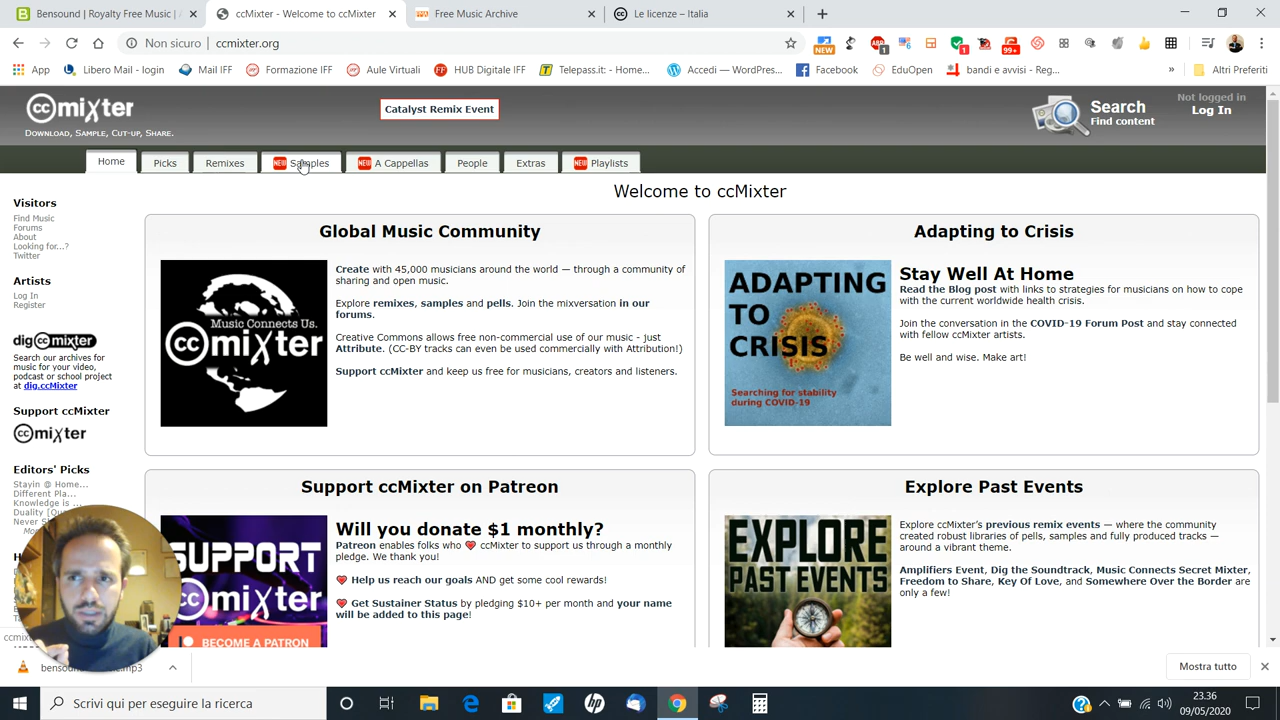 Bensound | Royalty Free Music |
ccMixter - Welcome to ccMixter
Free Music Archive
Le licenze – Italia
Non sicuro | ccmixter.org
App
Libero Mail - login
Mail IFF
Formazione IFF
Aule Virtuali
HUB Digitale IFF
Telepass.it: - Home...
Accedi — WordPres...
Facebook
EduOpen
bandi e avvisi - Reg...
Altri Preferiti
ccmixter
Download, Sample, Cut-up, Share.
Catalyst Remix Event
Search
Find content
Not logged in
Log In
Home
Picks
Remixes
NEW Samples
NEW A Cappellas
People
Extras
NEW Playlists
Welcome to ccMixter
Visitors
Find Music
Forums
About
Looking for...?
Twitter
Artists
Log In
Register
dig ccmixter
Search our archives for
music for your video,
podcast or school project
at dig.ccMixter
Support ccMixter
ccmixter
Editors' Picks
Stayin @ Home...
Different Pla...
Knowledge is ...
Global Music Community
Music Connects Us.
ccmixter
Create with 45,000 musicians around the world — through a community of
sharing and open music.
Explore remixes, samples and pells. Join the mixversation in our
forums.
Creative Commons allows free non-commercial use of our music - just
Attribute. (CC-BY tracks can even be used commercially with Attribution!)
Support ccMixter and keep us free for musicians, creators and listeners.
Adapting to Crisis
ADAPTING
TO
CRISIS
Searching for stability
during COVID-19
Stay Well At Home
Read the Blog post with links to strategies for musicians on how to cope
with the current worldwide health crisis.
Join the conversation in the COVID-19 Forum Post and stay connected
with fellow ccMixter artists.
Be well and wise. Make art!
Support ccMixter on Patreon
SUPPORT
ccmixter
BECOME A PATRON
Will you donate $1 monthly?
Patreon enables folks who ccMixter to support us through a monthly
pledge. We thank you!
Help us reach our goals AND get some cool rewards!
Get Sustainer Status by pledging $10+ per month and your name
will be added to this page!
Explore Past Events
EXPLORE
PAST EVENTS
Explore ccMixter's previous remix events — where the community
created robust libraries of pells, samples and fully produced tracks —
around a vibrant theme.
Amplifiers Event, Dig the Soundtrack, Music Connects Secret Mixter,
Freedom to Share, Key Of Love, and Somewhere Over the Border are
only a few!
Mostra tutto
Scrivi qui per eseguire la ricerca
23.36
09/05/2020